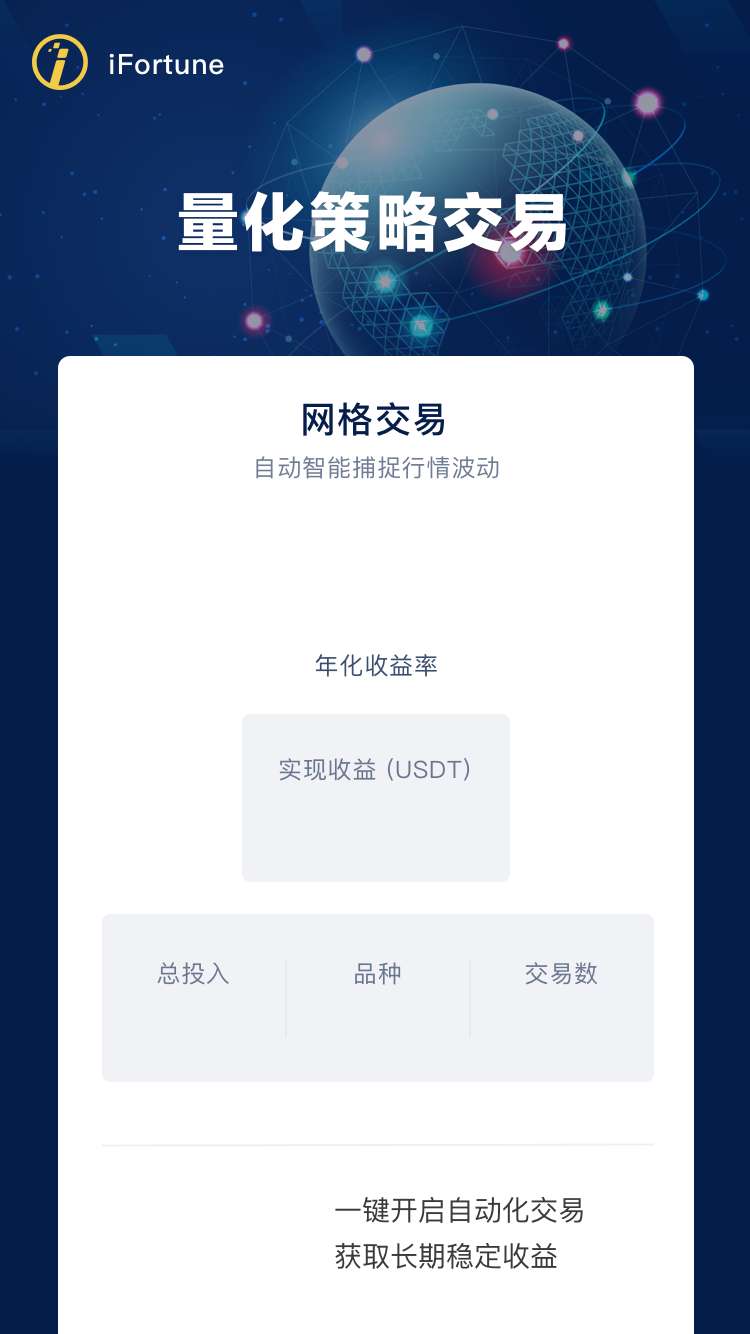 iFortune
量化策略交易
网格交易
自动智能捕捉行情波动
年化收益率
实现收益 (USDT)
总投入 品种 交易数
一键开启自动化交易
获取长期稳定收益